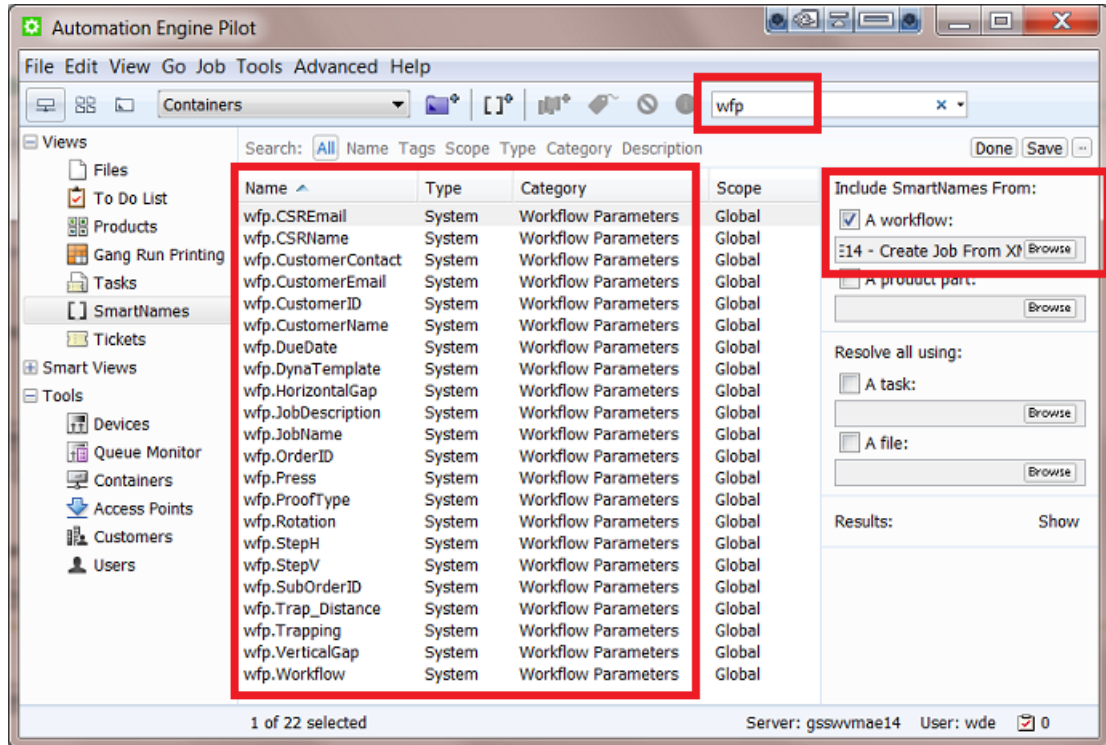 Automation Engine Pilot
File Edit View Go Job Tools Advanced Help
Containers wfp
Views
Files
To Do List
Products
Gang Run Printing
Tasks
SmartNames
Tickets
Smart Views
Tools
Devices
Queue Monitor
Containers
Access Points
Customers
Users
Search: All Name Tags Scope Type Category Description Done Save
Name Type Category Scope
wfp.CSREmail System Workflow Parameters Global
wfp.CSRName System Workflow Parameters Global
wfp.CustomerContact System Workflow Parameters Global
wfp.CustomerEmail System Workflow Parameters Global
wfp.CustomerID System Workflow Parameters Global
wfp.CustomerName System Workflow Parameters Global
wfp.DueDate System Workflow Parameters Global
wfp.DynaTemplate System Workflow Parameters Global
wfp.HorizontalGap System Workflow Parameters Global
wfp.JobDescription System Workflow Parameters Global
wfp.JobName System Workflow Parameters Global
wfp.OrderID System Workflow Parameters Global
wfp.Press System Workflow Parameters Global
wfp.ProofType System Workflow Parameters Global
wfp.Rotation System Workflow Parameters Global
wfp.StepH System Workflow Parameters Global
wfp.StepV System Workflow Parameters Global
wfp.SubOrderID System Workflow Parameters Global
wfp.Trap_Distance System Workflow Parameters Global
wfp.Trapping System Workflow Parameters Global
wfp.VerticalGap System Workflow Parameters Global
wfp.Workflow System Workflow Parameters Global
Include SmartNames From:
A workflow:
E14 - Create Job From Browse
A product part:
Browse
Resolve all using:
A task:
Browse
A file:
Browse
Results: Show
1 of 22 selected Server: gsswvmae14 User: wde 0